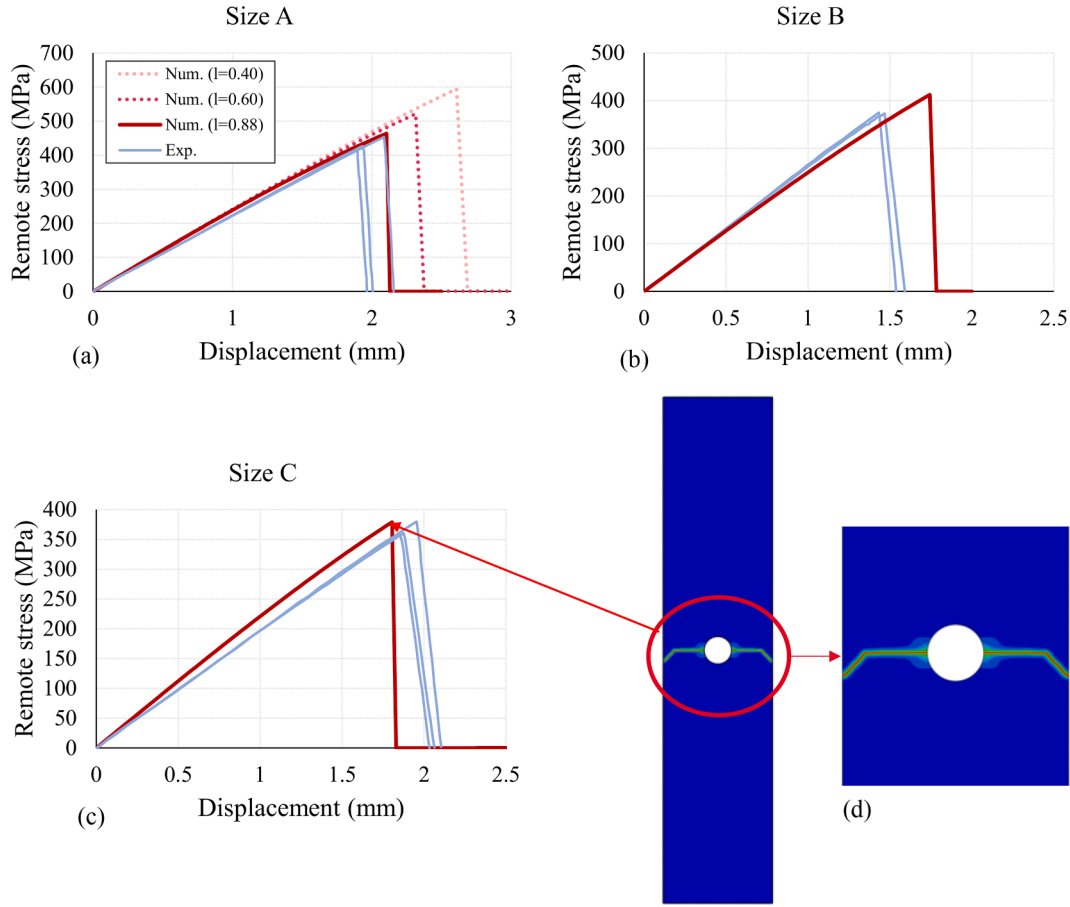 Size A
Remote stress (MPa)
700
600
500
400
300
200
100
0
Num. (l=0.40)
Num. (l=0.60)
Num. (l=0.88)
Exp.
0 1 2 3
(a)
Displacement (mm)
Size B
Remote stress (MPa)
500
400
300
200
100
0
0 0.5 1 1.5 2 2.5
(b)
Displacement (mm)
Size C
Remote stress (MPa)
400
350
300
250
200
150
100
50
0
0 0.5 1 1.5 2 2.5
(c)
Displacement (mm)
(d)